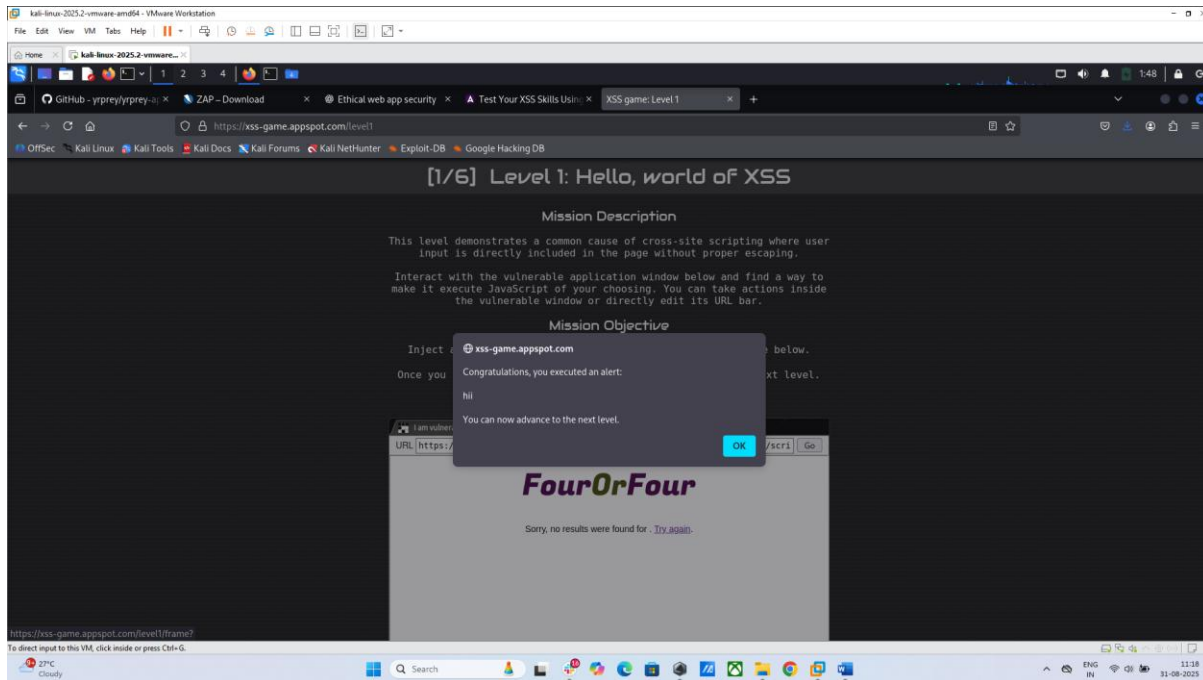 kali-linux-2025.2-vmware-amd64 - VMware Workstation
File Edit View VM Tabs Help
Home kali-linux-2025.2-vmware...
1 2 3 4 1:48
GitHub - yrprey/yrprey-ap ZAP – Download Ethical web app security Test Your XSS Skills Using XSS game: Level 1
https://xss-game.appspot.com/level1
OffSec Kali Linux Kali Tools Kali Docs Kali Forums Kali NetHunter Exploit-DB Google Hacking DB
[1/6] Level 1: Hello, world of XSS
Mission Description
This level demonstrates a common cause of cross-site scripting where user
input is directly included in the page without proper escaping.
Interact with the vulnerable application window below and find a way to
make it execute JavaScript of your choosing. You can take actions inside
the vulnerable window or directly edit its URL bar.
Mission Objective
Inject below.
Once you xt level.
xss-game.appspot.com
Congratulations, you executed an alert:
hii
You can now advance to the next level.
OK
I am vulner
URL https:/ /scri Go
FourOrFour
Sorry, no results were found for . Try again.
https://xss-game.appspot.com/level1/frame?
To direct input to this VM, click inside or press Ctrl+G.
27°C
Cloudy
Search
ENG
IN
11:18
31-08-2025